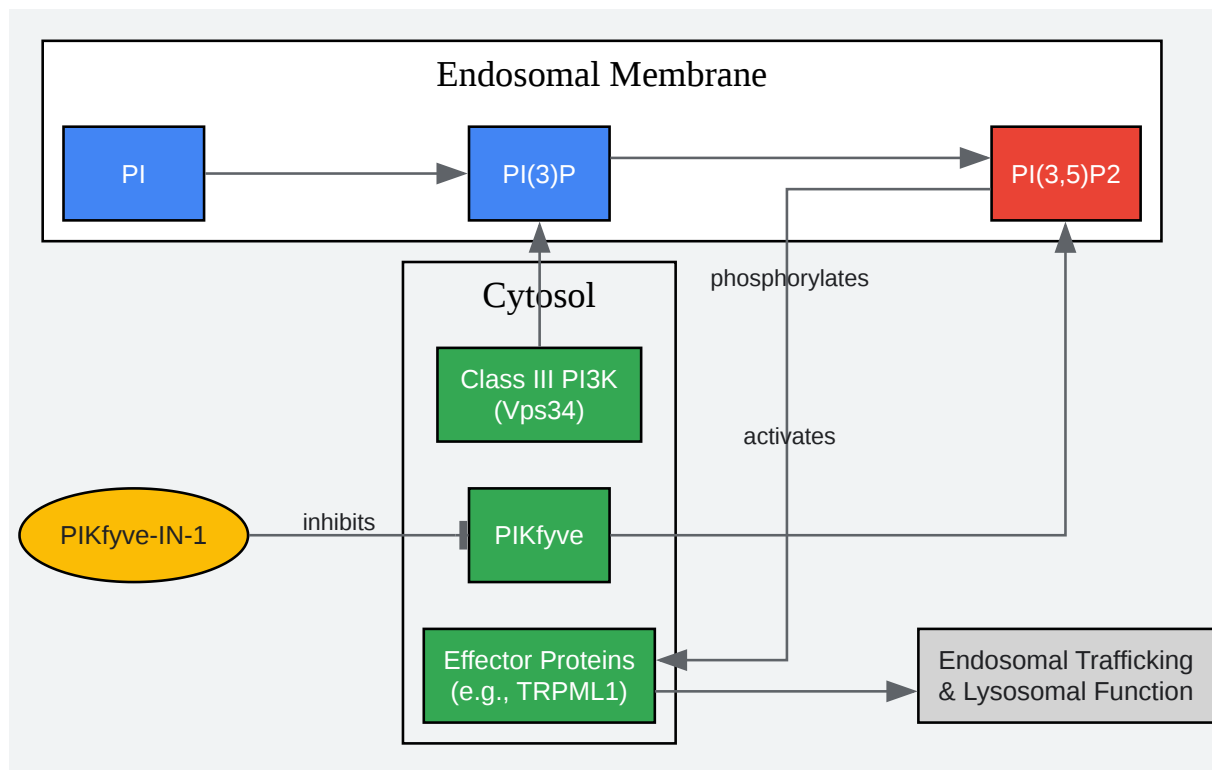 Endosomal Membrane
PI
PI(3)P
PI(3,5)P2
phosphorylates
Cytosol
Class III PI3K
(Vps34)
activates
PIKfyve-IN-1
inhibits
PIKfyve
Effector Proteins
(e.g., TRPML1)
Endosomal Trafficking
& Lysosomal Function